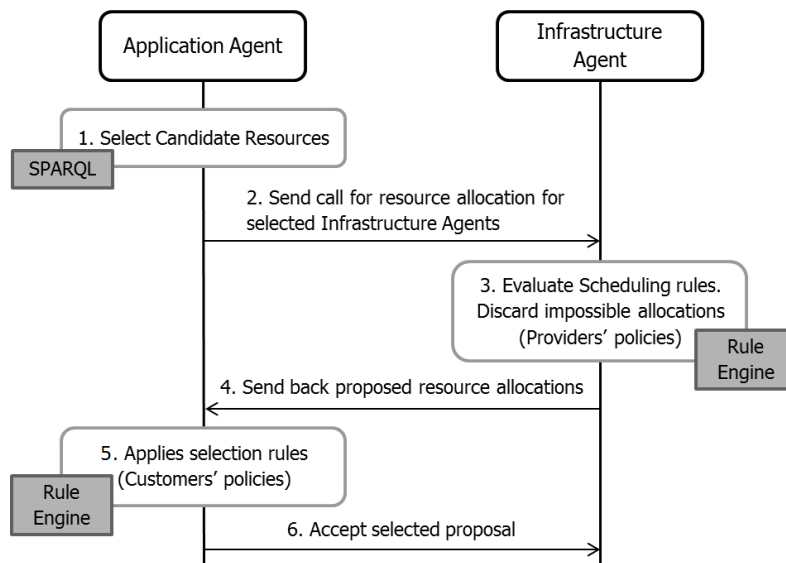 Application Agent
Infrastructure
Agent
1. Select Candidate Resources
SPARQL
2. Send call for resource allocation for
selected Infrastructure Agents
3. Evaluate Scheduling rules.
Discard impossible allocations
(Providers’ policies)
Rule
Engine
4. Send back proposed resource allocations
5. Applies selection rules
(Customers’ policies)
Rule
Engine
6. Accept selected proposal